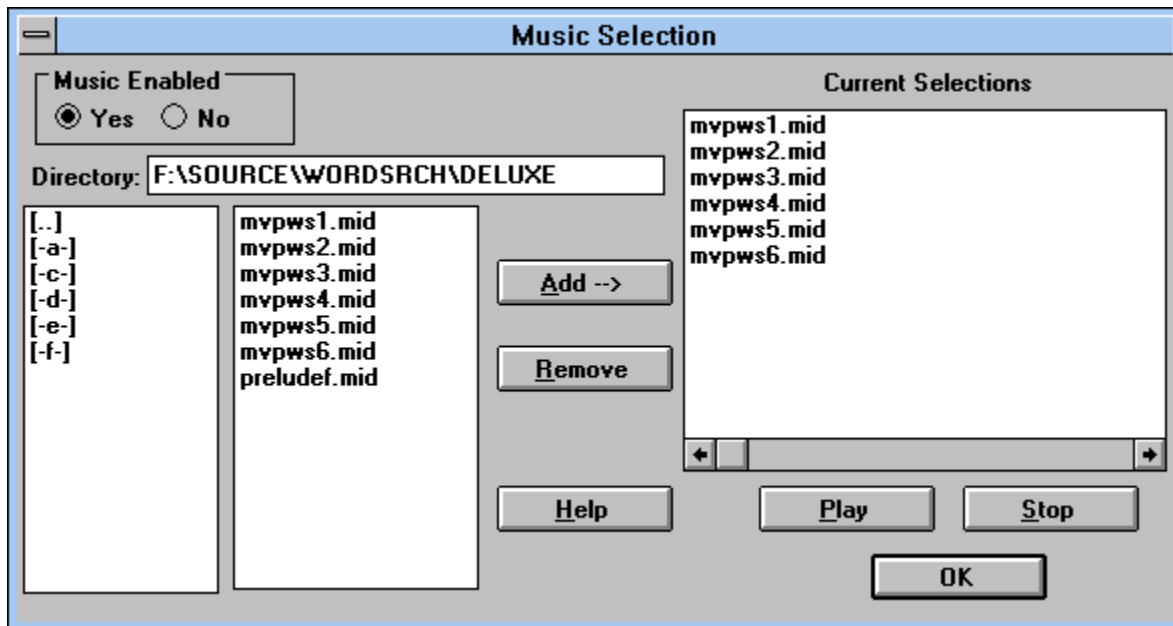 Music Selection
Music Enabled
Yes No
Directory: F:\SOURCE\WORDSRCH\DELUXE
[..]
[-a-]
[-c-]
[-d-]
[-e-]
[-f-]
mvpws1.mid
mvpws2.mid
mvpws3.mid
mvpws4.mid
mvpws5.mid
mvpws6.mid
preludef.mid
Add -->
Remove
Help
Current Selections
mvpws1.mid
mvpws2.mid
mvpws3.mid
mvpws4.mid
mvpws5.mid
mvpws6.mid
Play Stop
OK